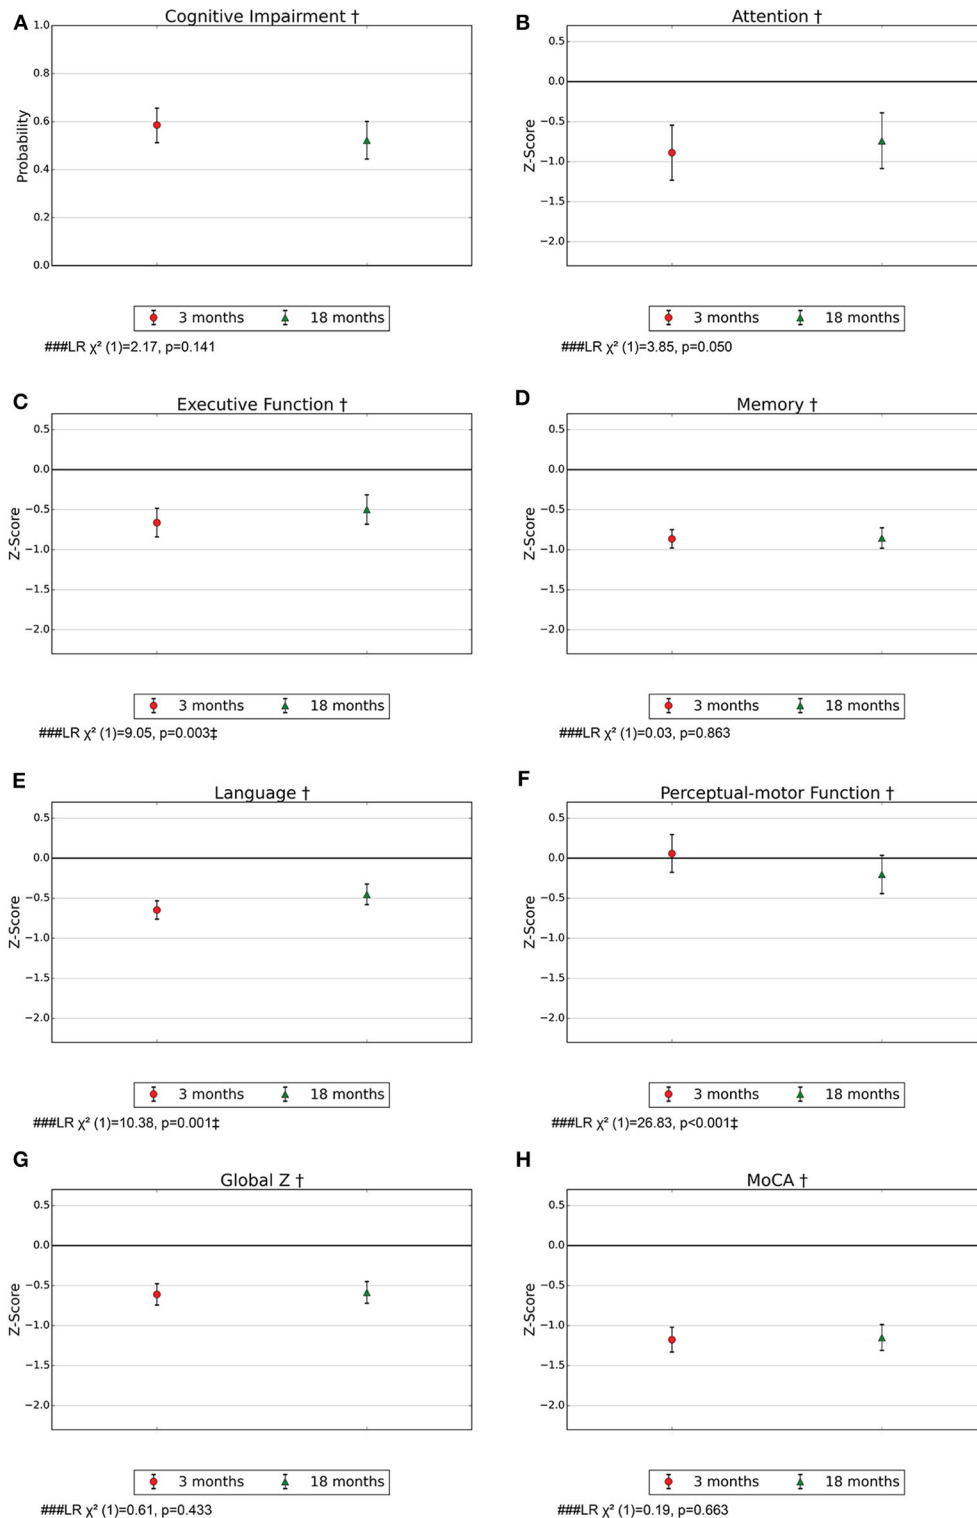 A
Cognitive Impairment †
1.0
0.8
0.6
0.4
0.2
0.0
Probability
3 months 18 months
###LR χ² (1)=2.17, p=0.141
B
Attention †
0.5
0.0
−0.5
−1.0
−1.5
−2.0
Z-Score
3 months 18 months
###LR χ² (1)=3.85, p=0.050
C
Executive Function †
0.5
0.0
−0.5
−1.0
−1.5
−2.0
Z-Score
3 months 18 months
###LR χ² (1)=9.05, p=0.003‡
D
Memory †
0.5
0.0
−0.5
−1.0
−1.5
−2.0
Z-Score
3 months 18 months
###LR χ² (1)=0.03, p=0.863
E
Language †
0.5
0.0
−0.5
−1.0
−1.5
−2.0
Z-Score
3 months 18 months
###LR χ² (1)=10.38, p=0.001‡
F
Perceptual-motor Function †
0.5
0.0
−0.5
−1.0
−1.5
−2.0
Z-Score
3 months 18 months
###LR χ² (1)=26.83, p<0.001‡
G
Global Z †
0.5
0.0
−0.5
−1.0
−1.5
−2.0
Z-Score
3 months 18 months
###LR χ² (1)=0.61, p=0.433
H
MoCA †
0.5
0.0
−0.5
−1.0
−1.5
−2.0
Z-Score
3 months 18 months
###LR χ² (1)=0.19, p=0.663